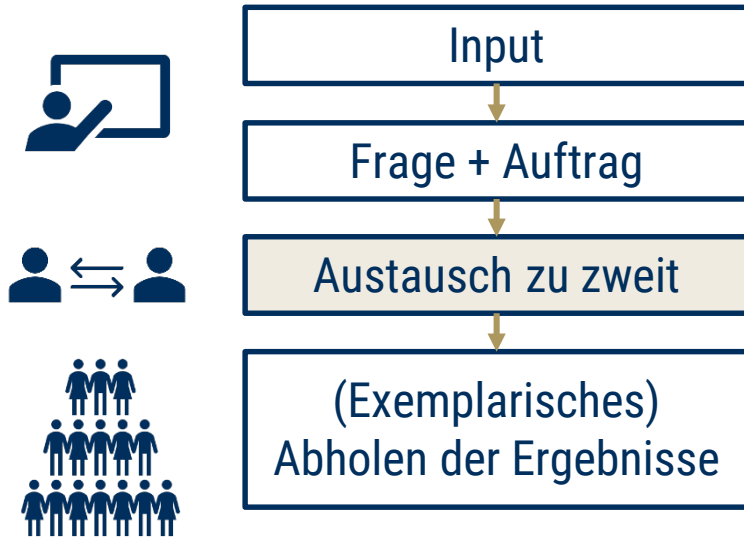 Input
Frage + Auftrag
Austausch zu zweit
(Exemplarisches)
Abholen der Ergebnisse